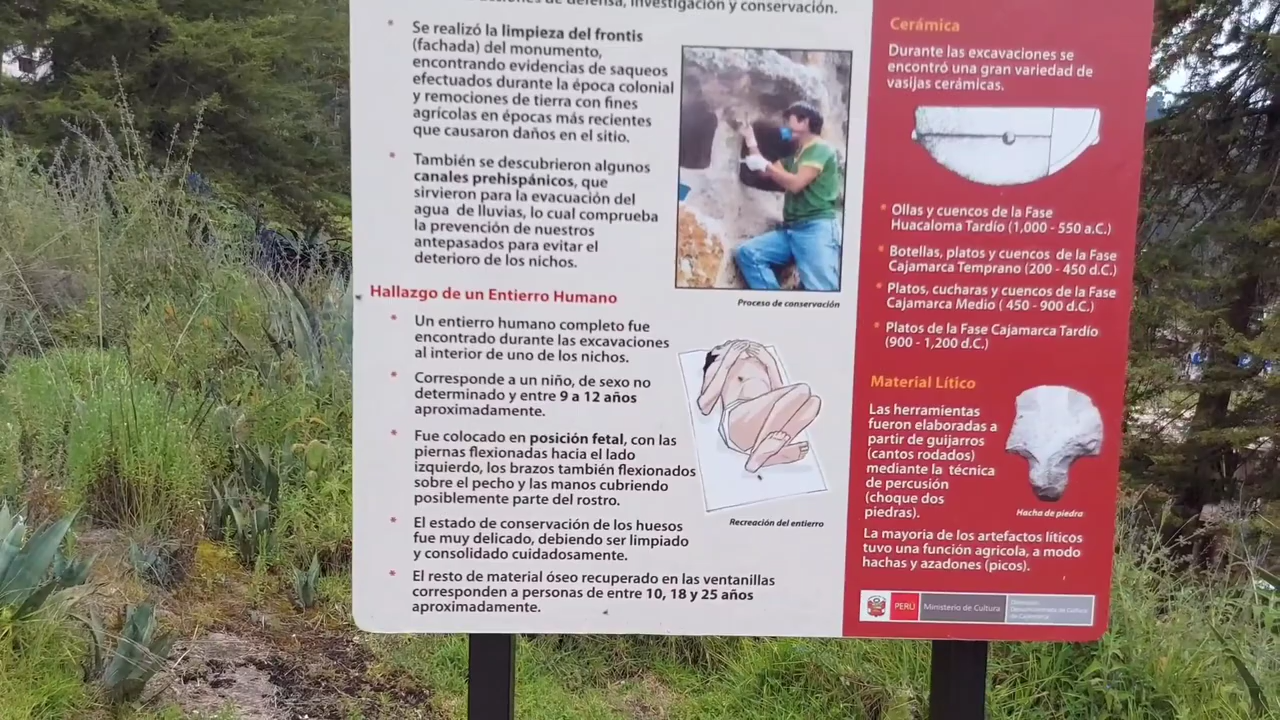 de defensa, investigación y conservación.
* Se realizó la limpieza del frontis
(fachada) del monumento,
encontrando evidencias de saqueos
efectuados durante la época colonial
y remociones de tierra con fines
agrícolas en épocas más recientes
que causaron daños en el sitio.
* También se descubrieron algunos
canales prehispánicos, que
sirvieron para la evacuación del
agua de lluvias, lo cual comprueba
la prevención de nuestros
antepasados para evitar el
deterioro de los nichos.
Proceso de conservación
Hallazgo de un Entierro Humano
* Un entierro humano completo fue
encontrado durante las excavaciones
al interior de uno de los nichos.
* Corresponde a un niño, de sexo no
determinado y entre 9 a 12 años
aproximadamente.
* Fue colocado en posición fetal, con las
piernas flexionadas hacia el lado
izquierdo, los brazos también flexionados
sobre el pecho y las manos cubriendo
posiblemente parte del rostro.
Recreación del entierro
* El estado de conservación de los huesos
fue muy delicado, debiendo ser limpiado
y consolidado cuidadosamente.
* El resto de material óseo recuperado en las ventanillas
corresponden a personas de entre 10, 18 y 25 años
aproximadamente.
Cerámica
Durante las excavaciones se
encontró una gran variedad de
vasijas cerámicas.
* Ollas y cuencos de la Fase
Huacaloma Tardío (1,000 - 550 a.C.)
* Botellas, platos y cuencos de la Fase
Cajamarca Temprano (200 - 450 d.C.)
* Platos, cucharas y cuencos de la Fase
Cajamarca Medio ( 450 - 900 d.C.)
* Platos de la Fase Cajamarca Tardío
(900 - 1,200 d.C.)
Material Lítico
Las herramientas
fueron elaboradas a
partir de guijarros
(cantos rodados)
mediante la técnica
de percusión
(choque dos
piedras).
Hacha de piedra
La mayoria de los artefactos líticos
tuvo una función agricola, a modo
hachas y azadones (picos).
PERÚ
Ministerio de Cultura
Dirección
Desconcentrada de Cultura
de Cajamarca